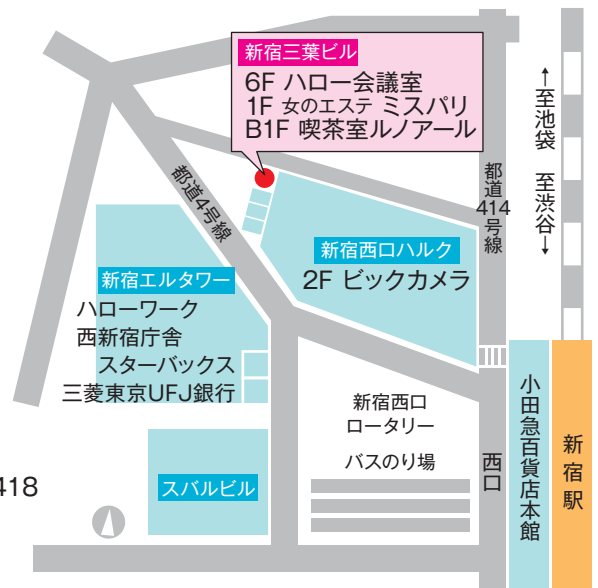 新宿三葉ビル
6F ハロー会議室
1F 女のエステ ミスパリ
B1F 喫茶室ルノアール
←至池袋 至渋谷→
都道414号線
都道4号線
新宿西口ハルク
2F ビックカメラ
新宿エルタワー
ハローワーク
西新宿庁舎
スターバックス
三菱東京UFJ銀行
新宿西口
ロータリー
バスのり場
西口
小田急百貨店本館
新宿駅
スバルビル
418